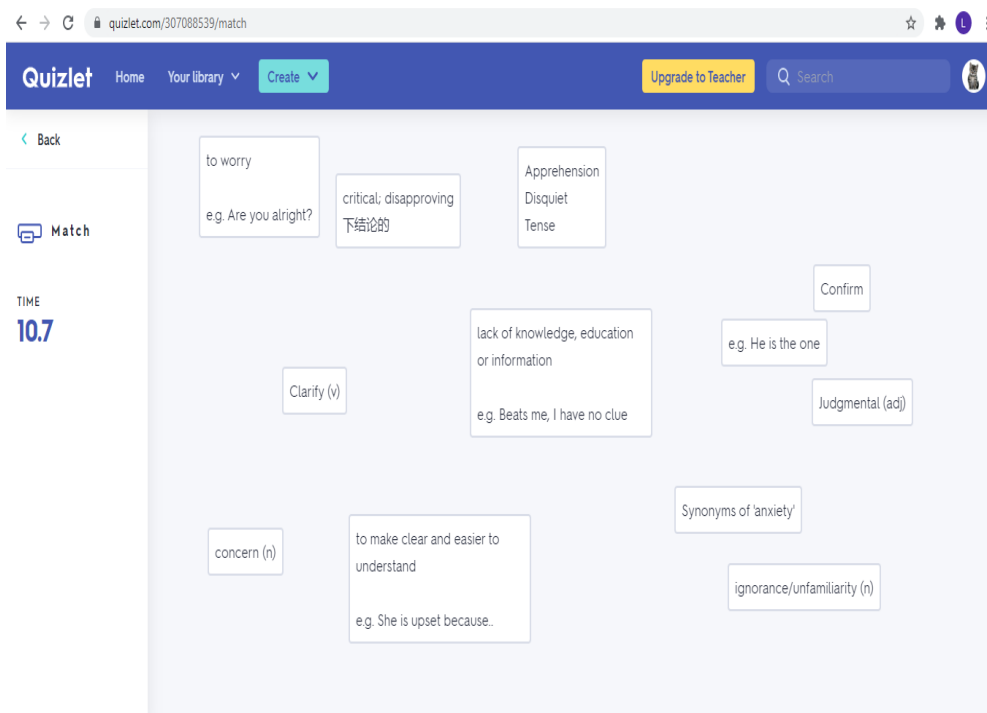 quizlet.com/307088539/match
L
Quizlet
Home
Your library
Create
Upgrade to Teacher
Search
Back
Match
TIME
10.7
to worry
e.g. Are you alright?
critical; disapproving
下结论的
Apprehension
Disquiet
Tense
Confirm
e.g. He is the one
lack of knowledge, education
or information
e.g. Beats me, I have no clue
Clarify (v)
Judgmental (adj)
Synonyms of 'anxiety'
concern (n)
to make clear and easier to
understand
e.g. She is upset because..
ignorance/unfamiliarity (n)